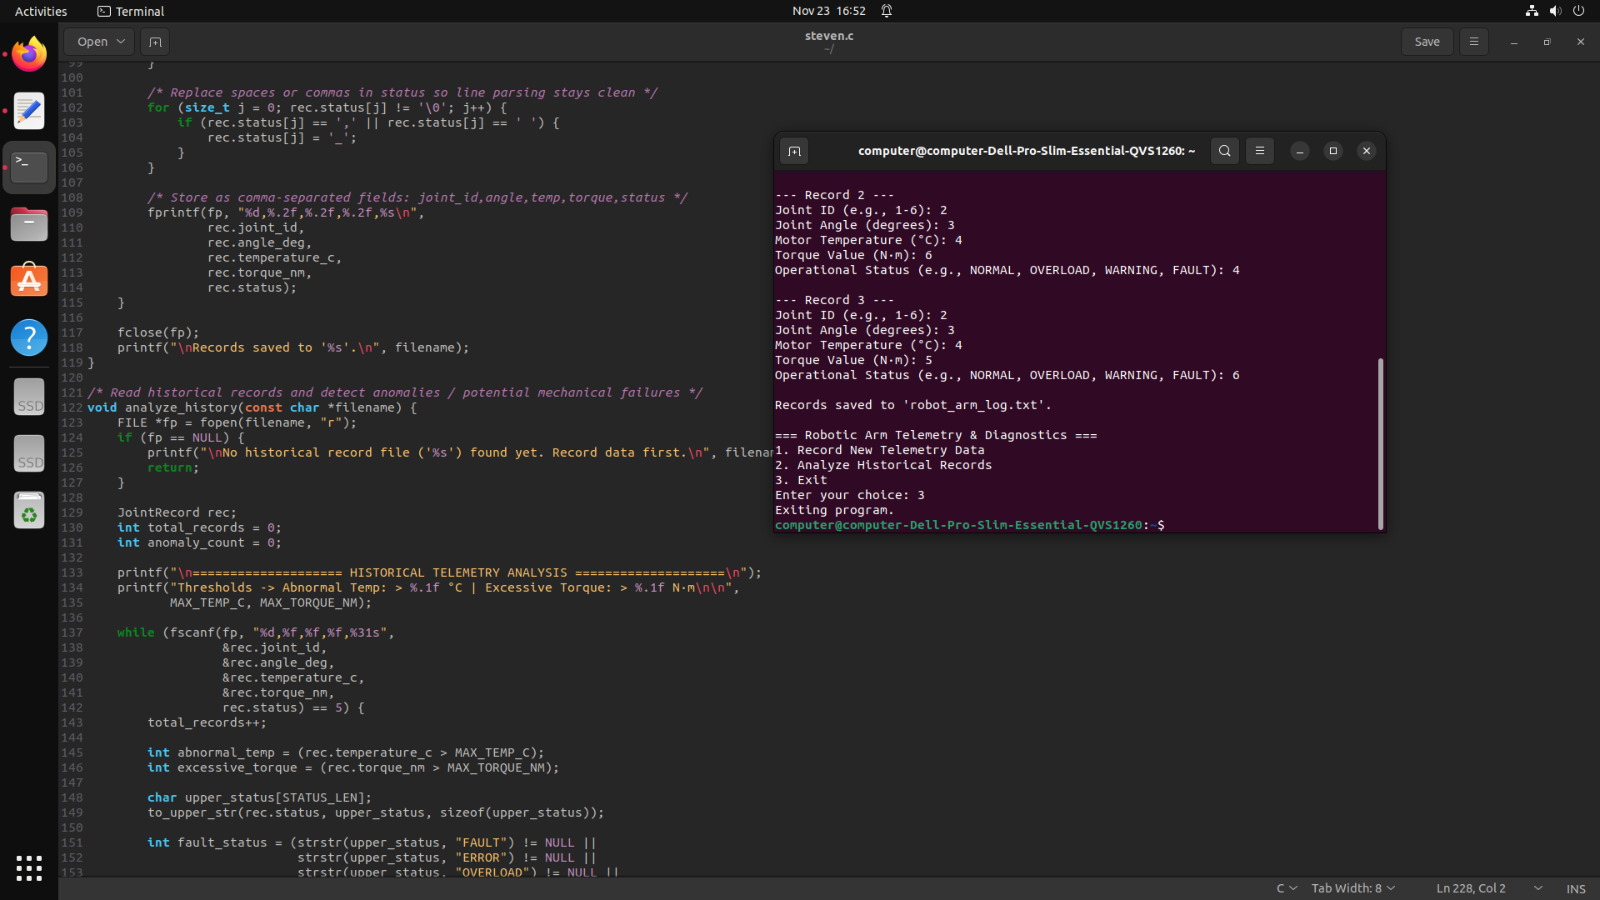 Activities
Terminal
Nov 23 16:52
Open
steven.c
~/
Save
99 }
100
101 /* Replace spaces or commas in status so line parsing stays clean */
102 for (size_t j = 0; rec.status[j] != '\0'; j++) {
103 if (rec.status[j] == ',' || rec.status[j] == ' ') {
104 rec.status[j] = '_';
105 }
106 }
107
108 /* Store as comma-separated fields: joint_id,angle,temp,torque,status */
109 fprintf(fp, "%d,%.2f,%.2f,%.2f,%s\n",
110 rec.joint_id,
111 rec.angle_deg,
112 rec.temperature_c,
113 rec.torque_nm,
114 rec.status);
115 }
116
117 fclose(fp);
118 printf("\nRecords saved to '%s'.\n", filename);
119 }
120
121 /* Read historical records and detect anomalies / potential mechanical failures */
122 void analyze_history(const char *filename) {
123 FILE *fp = fopen(filename, "r");
124 if (fp == NULL) {
125 printf("\nNo historical record file ('%s') found yet. Record data first.\n", filenam
126 return;
127 }
128
129 JointRecord rec;
130 int total_records = 0;
131 int anomaly_count = 0;
132
133 printf("\n==================== HISTORICAL TELEMETRY ANALYSIS ====================\n");
134 printf("Thresholds -> Abnormal Temp: > %.1f °C | Excessive Torque: > %.1f N·m\n\n",
135 MAX_TEMP_C, MAX_TORQUE_NM);
136
137 while (fscanf(fp, "%d,%f,%f,%f,%31s",
138 &rec.joint_id,
139 &rec.angle_deg,
140 &rec.temperature_c,
141 &rec.torque_nm,
142 rec.status) == 5) {
143 total_records++;
144
145 int abnormal_temp = (rec.temperature_c > MAX_TEMP_C);
146 int excessive_torque = (rec.torque_nm > MAX_TORQUE_NM);
147
148 char upper_status[STATUS_LEN];
149 to_upper_str(rec.status, upper_status, sizeof(upper_status));
150
151 int fault_status = (strstr(upper_status, "FAULT") != NULL ||
152 strstr(upper_status, "ERROR") != NULL ||
153 strstr(upper_status, "OVERLOAD") != NULL ||
computer@computer-Dell-Pro-Slim-Essential-QVS1260: ~
--- Record 2 ---
Joint ID (e.g., 1-6): 2
Joint Angle (degrees): 3
Motor Temperature (°C): 4
Torque Value (N·m): 6
Operational Status (e.g., NORMAL, OVERLOAD, WARNING, FAULT): 4
--- Record 3 ---
Joint ID (e.g., 1-6): 2
Joint Angle (degrees): 3
Motor Temperature (°C): 4
Torque Value (N·m): 5
Operational Status (e.g., NORMAL, OVERLOAD, WARNING, FAULT): 6
Records saved to 'robot_arm_log.txt'.
=== Robotic Arm Telemetry & Diagnostics ===
1. Record New Telemetry Data
2. Analyze Historical Records
3. Exit
Enter your choice: 3
Exiting program.
computer@computer-Dell-Pro-Slim-Essential-QVS1260:~$
SSD
SSD
C
Tab Width: 8
Ln 228, Col 2
INS